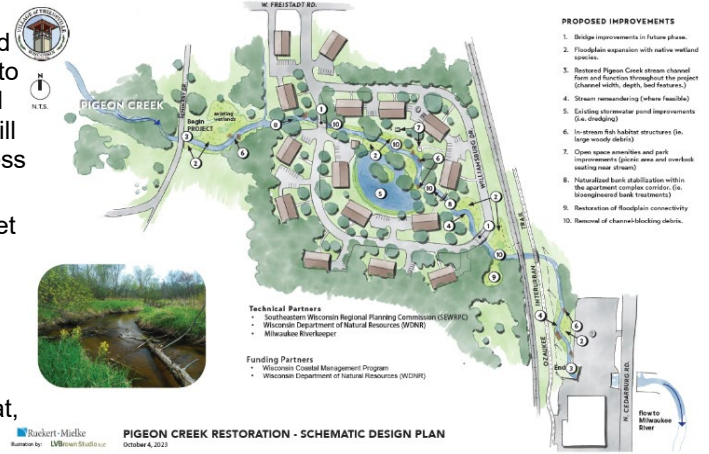 W. FREISTADT RD.
VILLAGE of THIENSVILLE
WISCONSIN
N
N.T.S.
PIGEON CREEK
Begin
PROJECT
existing
wetlands
WILLIAMSBURG DR.
OZAUKEE INTERURBAN TRAIL
End
N. CEDARBURG RD.
flow to
Milwaukee
River
PROPOSED IMPROVEMENTS
1. Bridge improvements in future phase.
2. Floodplain expansion with native wetland
species.
3. Restored Pigeon Creek stream channel
form and function throughout the project
(channel width, depth, bed features.)
4. Stream remeandering (where feasible)
5. Existing stormwater pond improvements
(i.e. dredging)
6. In-stream fish habitat structures (ie.
large woody debris)
7. Open space amenities and park
improvements (picnic area and overlook
seating near stream)
8. Naturalized bank stabilization within
the apartment complex corridor. (ie.
bioengineered bank treatments)
9. Restoration of floodplain connectivity
10. Removal of channel-blocking debris.
Technical Partners
• Southeastern Wisconsin Regional Planning Commission (SEWRPC)
• Wisconsin Department of Natural Resources (WDNR)
• Milwaukee Riverkeeper
Funding Partners
• Wisconsin Coastal Management Program
• Wisconsin Department of Natural Resources (WDNR)
Ruekert-Mielke
Illustration by: LVBrown Studio LLC
PIGEON CREEK RESTORATION - SCHEMATIC DESIGN PLAN
October 4, 2023